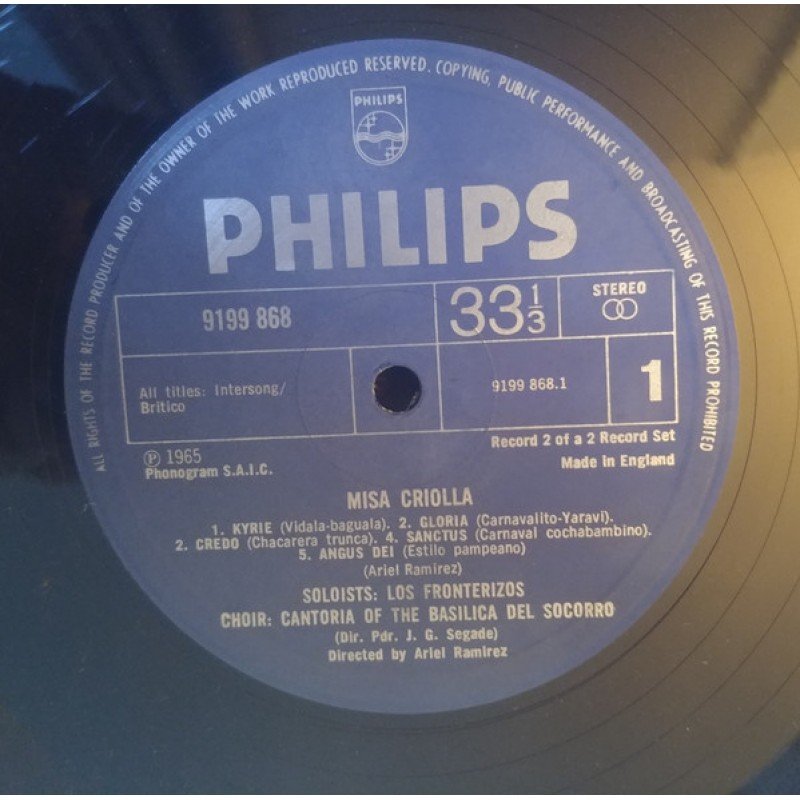 ALL RIGHTS OF THE RECORD PRODUCER AND OF THE OWNER OF THE WORK REPRODUCED RESERVED. COPYING, PUBLIC PERFORMANCE AND BROADCASTING OF THIS RECORD PROHIBITED
PHILIPS
PHILIPS
9199 868
33 1/3
STEREO
All titles: Intersong/
Britico
9199 868.1
1
Record 2 of a 2 Record Set
Made in England
Ⓟ 1965
Phonogram S.A.I.C.
MISA CRIOLLA
1. KYRIE (Vidala-baguala). 2. GLORIA (Carnavalito-Yaravi).
2. CREDO (Chacarera trunca). 4. SANCTUS (Carnaval cochabambino).
5. ANGUS DEI (Estilo pampeano)
(Ariel Ramirez)
SOLOISTS: LOS FRONTERIZOS
CHOIR: CANTORIA OF THE BASILICA DEL SOCORRO
(Dir. Pdr. J. G. Segade)
Directed by Ariel Ramirez